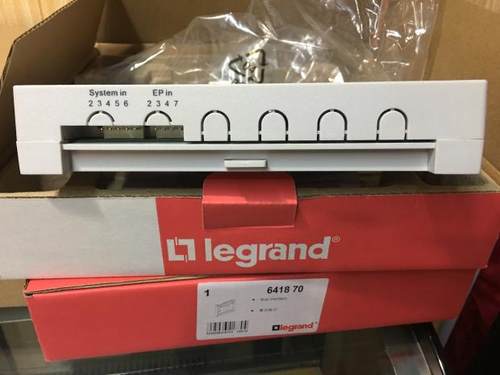 System in EP in
2 3 4 5 6 2 3 4 7
legrand®
1 6418 70
legrand